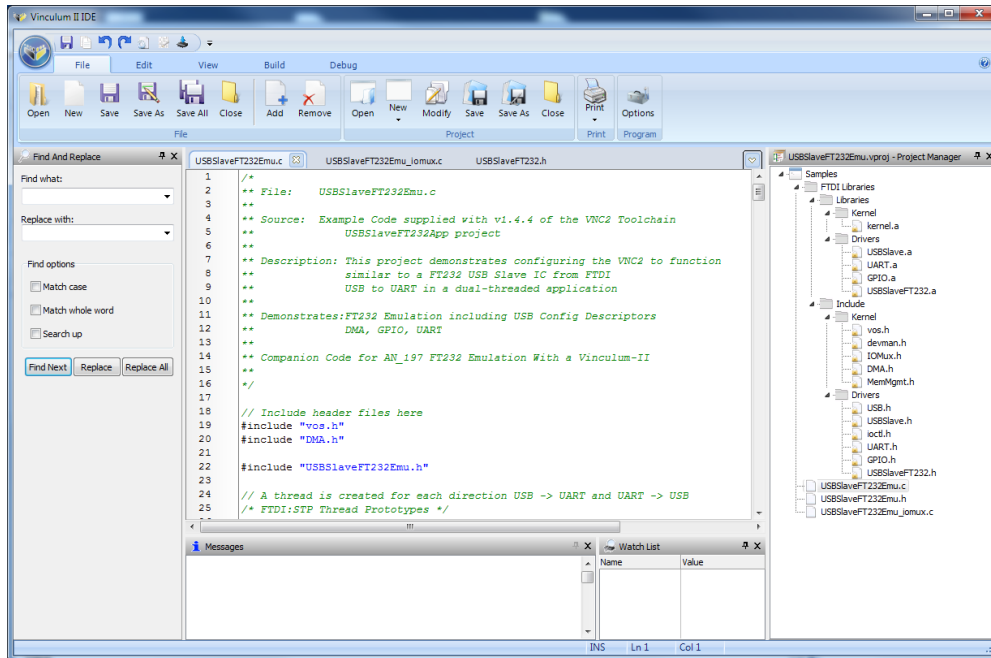 Vinculum II IDE
File Edit View Build Debug
Open New Save Save As Save All Close Add Remove Open New Modify Save Save As Close Print Options
File Project Print Program
Find And Replace
Find what:
Replace with:
Find options
Match case
Match whole word
Search up
Find Next Replace Replace All
USBSlaveFT232Emu.c USBSlaveFT232Emu_iomux.c USBSlaveFT232.h
1 /*
2 ** File: USBSlaveFT232Emu.c
3 **
4 ** Source: Example Code supplied with v1.4.4 of the VNC2 Toolchain
5 ** USBSlaveFT232App project
6 **
7 ** Description: This project demonstrates configuring the VNC2 to function
8 ** similar to a FT232 USB Slave IC from FTDI
9 ** USB to UART in a dual-threaded application
10 **
11 ** Demonstrates:FT232 Emulation including USB Config Descriptors
12 ** DMA, GPIO, UART
13 **
14 ** Companion Code for AN_197 FT232 Emulation With a Vinculum-II
15 **
16 */
17
18 // Include header files here
19 #include "vos.h"
20 #include "DMA.h"
21
22 #include "USBSlaveFT232Emu.h"
23
24 // A thread is created for each direction USB -> UART and UART -> USB
25 /* FTDI:STP Thread Prototypes */
Messages
Watch List
Name Value
USBSlaveFT232Emu.vproj - Project Manager
Samples
FTDI Libraries
Libraries
Kernel
kernel.a
Drivers
USBSlave.a
UART.a
GPIO.a
USBSlaveFT232.a
Include
Kernel
vos.h
devman.h
IOMux.h
DMA.h
MemMgmt.h
Drivers
USB.h
USBSlave.h
ioctl.h
UART.h
GPIO.h
USBSlaveFT232.h
USBSlaveFT232Emu.c
USBSlaveFT232Emu.h
USBSlaveFT232Emu_iomux.c
INS Ln 1 Col 1